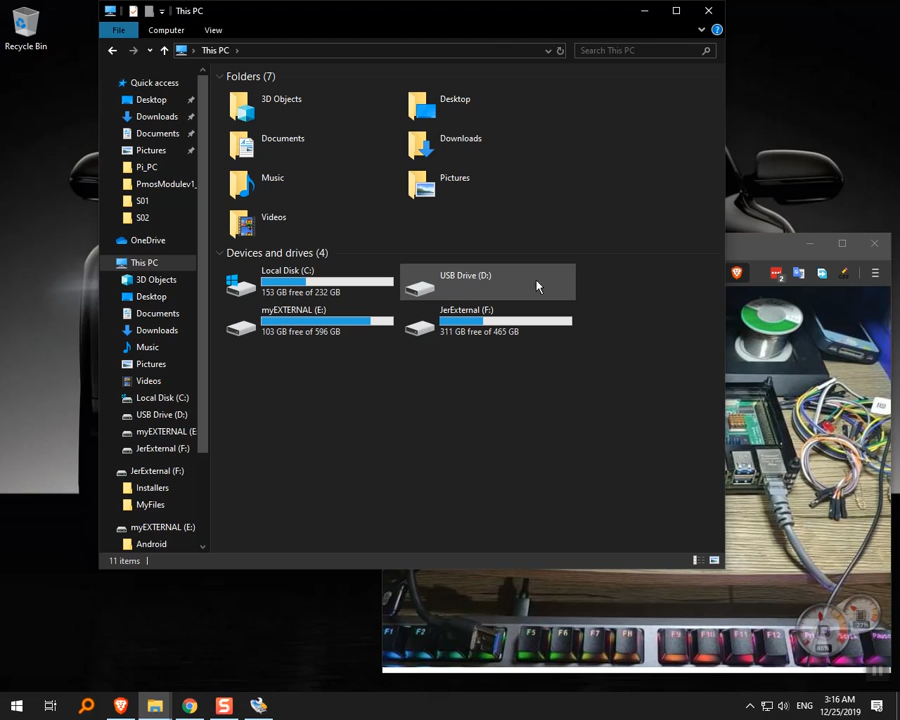 Recycle Bin
This PC
File
Computer
View
This PC
Search This PC
Quick access
Desktop
Downloads
Documents
Pictures
Pi_PC
PmosModulev1_
S01
S02
OneDrive
This PC
3D Objects
Desktop
Documents
Downloads
Music
Pictures
Videos
Local Disk (C:)
USB Drive (D:)
myEXTERNAL (E
JerExternal (F:)
JerExternal (F:)
Installers
MyFiles
myEXTERNAL (E:)
Android
Folders (7)
3D Objects
Desktop
Documents
Downloads
Music
Pictures
Videos
Devices and drives (4)
Local Disk (C:)
153 GB free of 232 GB
USB Drive (D:)
myEXTERNAL (E:)
103 GB free of 596 GB
JerExternal (F:)
311 GB free of 465 GB
11 items
2
F1 F2 F5 F6 F7 F8 F9 F10 F11 F12
77%
ENG
3:16 AM
12/25/2019